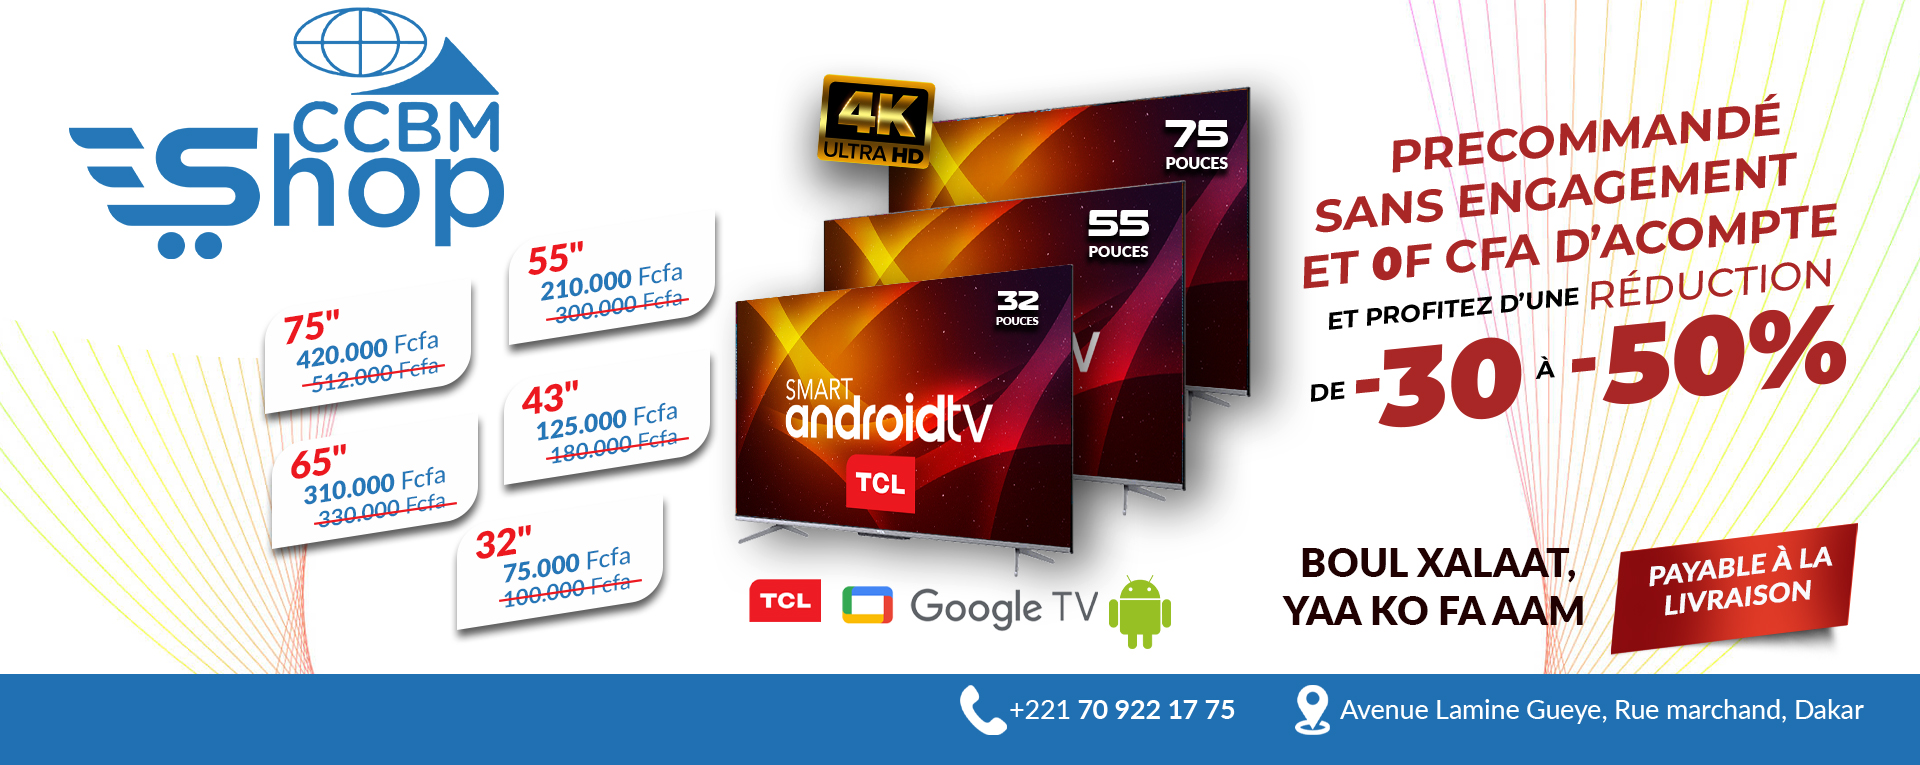 CCBM
Shop
55"
210.000 Fcfa
300.000 Fcfa
75"
420.000 Fcfa
512.000 Fcfa
43"
125.000 Fcfa
180.000 Fcfa
65"
310.000 Fcfa
330.000 Fcfa
32"
75.000 Fcfa
100.000 Fcfa
4K
ULTRA HD
75
POUCES
55
POUCES
32
POUCES
V
SMART
androidtv
TCL
TCL
Google TV
PRECOMMANDÉ
SANS ENGAGEMENT
ET 0F CFA D'ACOMPTE
ET PROFITEZ D'UNE RÉDUCTION
DE -30 À -50%
BOUL XALAAT,
YAA KO FA AAM
PAYABLE À LA
LIVRAISON
+221 70 922 17 75
Avenue Lamine Gueye, Rue marchand, Dakar